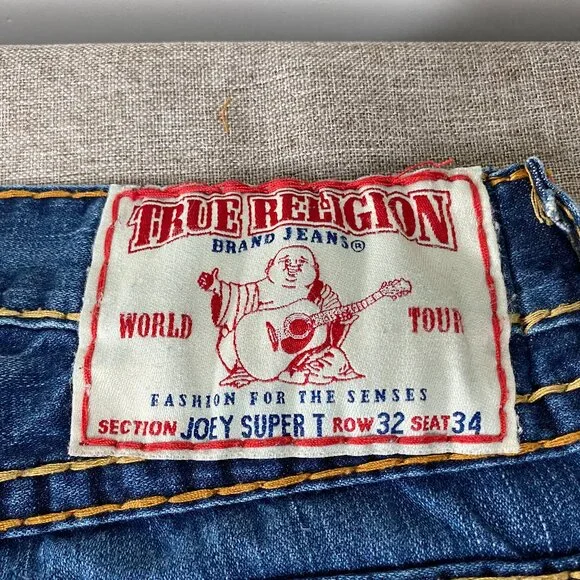 TRUE RELIGION
BRAND JEANS®
WORLD TOUR
FASHION FOR THE SENSES
SECTION JOEY SUPER T ROW 32 SEAT 34